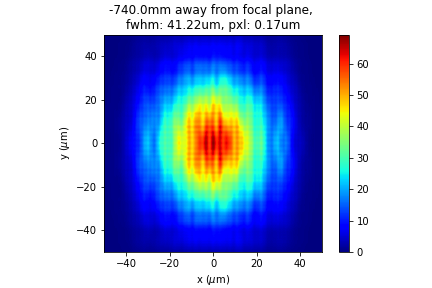 -740.0mm away from focal plane,
fwhm: 41.22um, pxl: 0.17um
40
20
0
−20
−40
y (μm)
−40 −20 0 20 40
x (μm)
60
50
40
30
20
10
0